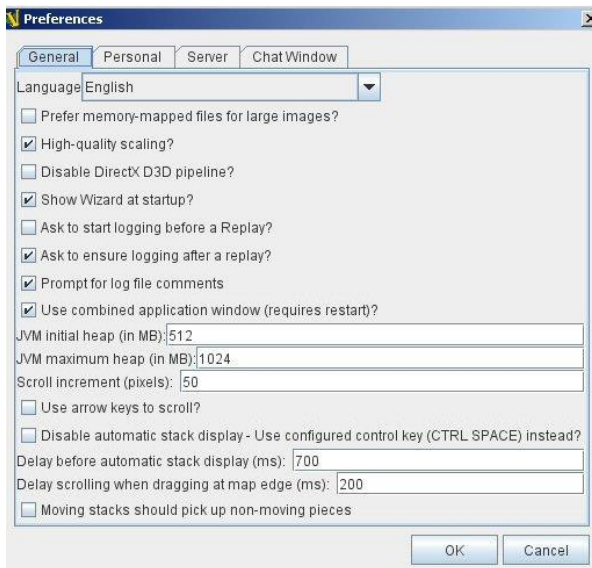 Preferences
General Personal Server Chat Window
Language English
Prefer memory-mapped files for large images?
High-quality scaling?
Disable DirectX D3D pipeline?
Show Wizard at startup?
Ask to start logging before a Replay?
Ask to ensure logging after a replay?
Prompt for log file comments
Use combined application window (requires restart)?
JVM initial heap (in MB): 512
JVM maximum heap (in MB): 1024
Scroll increment (pixels): 50
Use arrow keys to scroll?
Disable automatic stack display - Use configured control key (CTRL SPACE) instead?
Delay before automatic stack display (ms): 700
Delay scrolling when dragging at map edge (ms): 200
Moving stacks should pick up non-moving pieces
OK Cancel